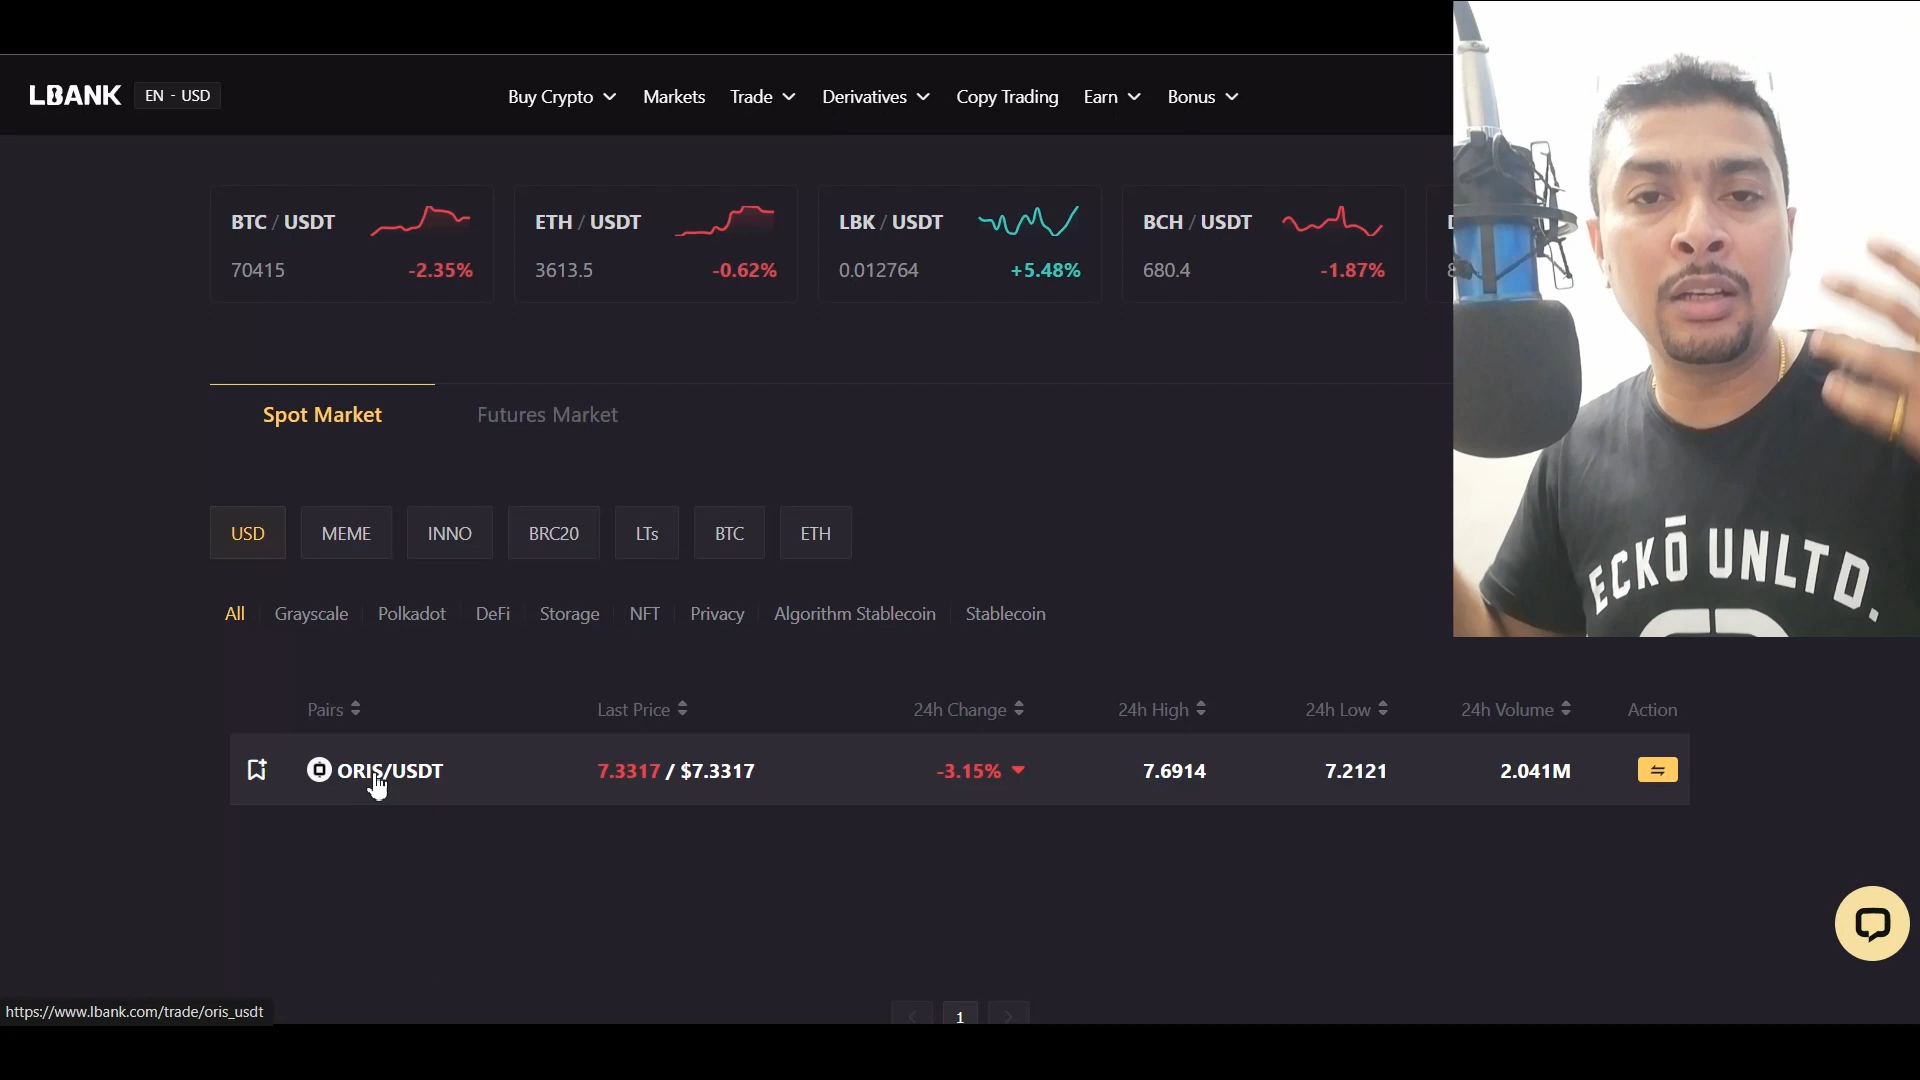 LBANK EN - USD Buy Crypto Markets Trade Derivatives Copy Trading Earn Bonus
BTC / USDT ETH / USDT LBK / USDT BCH / USDT
70415 -2.35% 3613.5 -0.62% 0.012764 +5.48% 680.4 -1.87%
Spot Market Futures Market
USD MEME INNO BRC20 LTs BTC ETH
All Grayscale Polkadot DeFi Storage NFT Privacy Algorithm Stablecoin Stablecoin
Pairs Last Price 24h Change 24h High 24h Low 24h Volume Action
ORIS/USDT 7.3317 / $7.3317 -3.15% 7.6914 7.2121 2.041M
https://www.lbank.com/trade/oris_usdt
1
ECKŌ UNLTD.